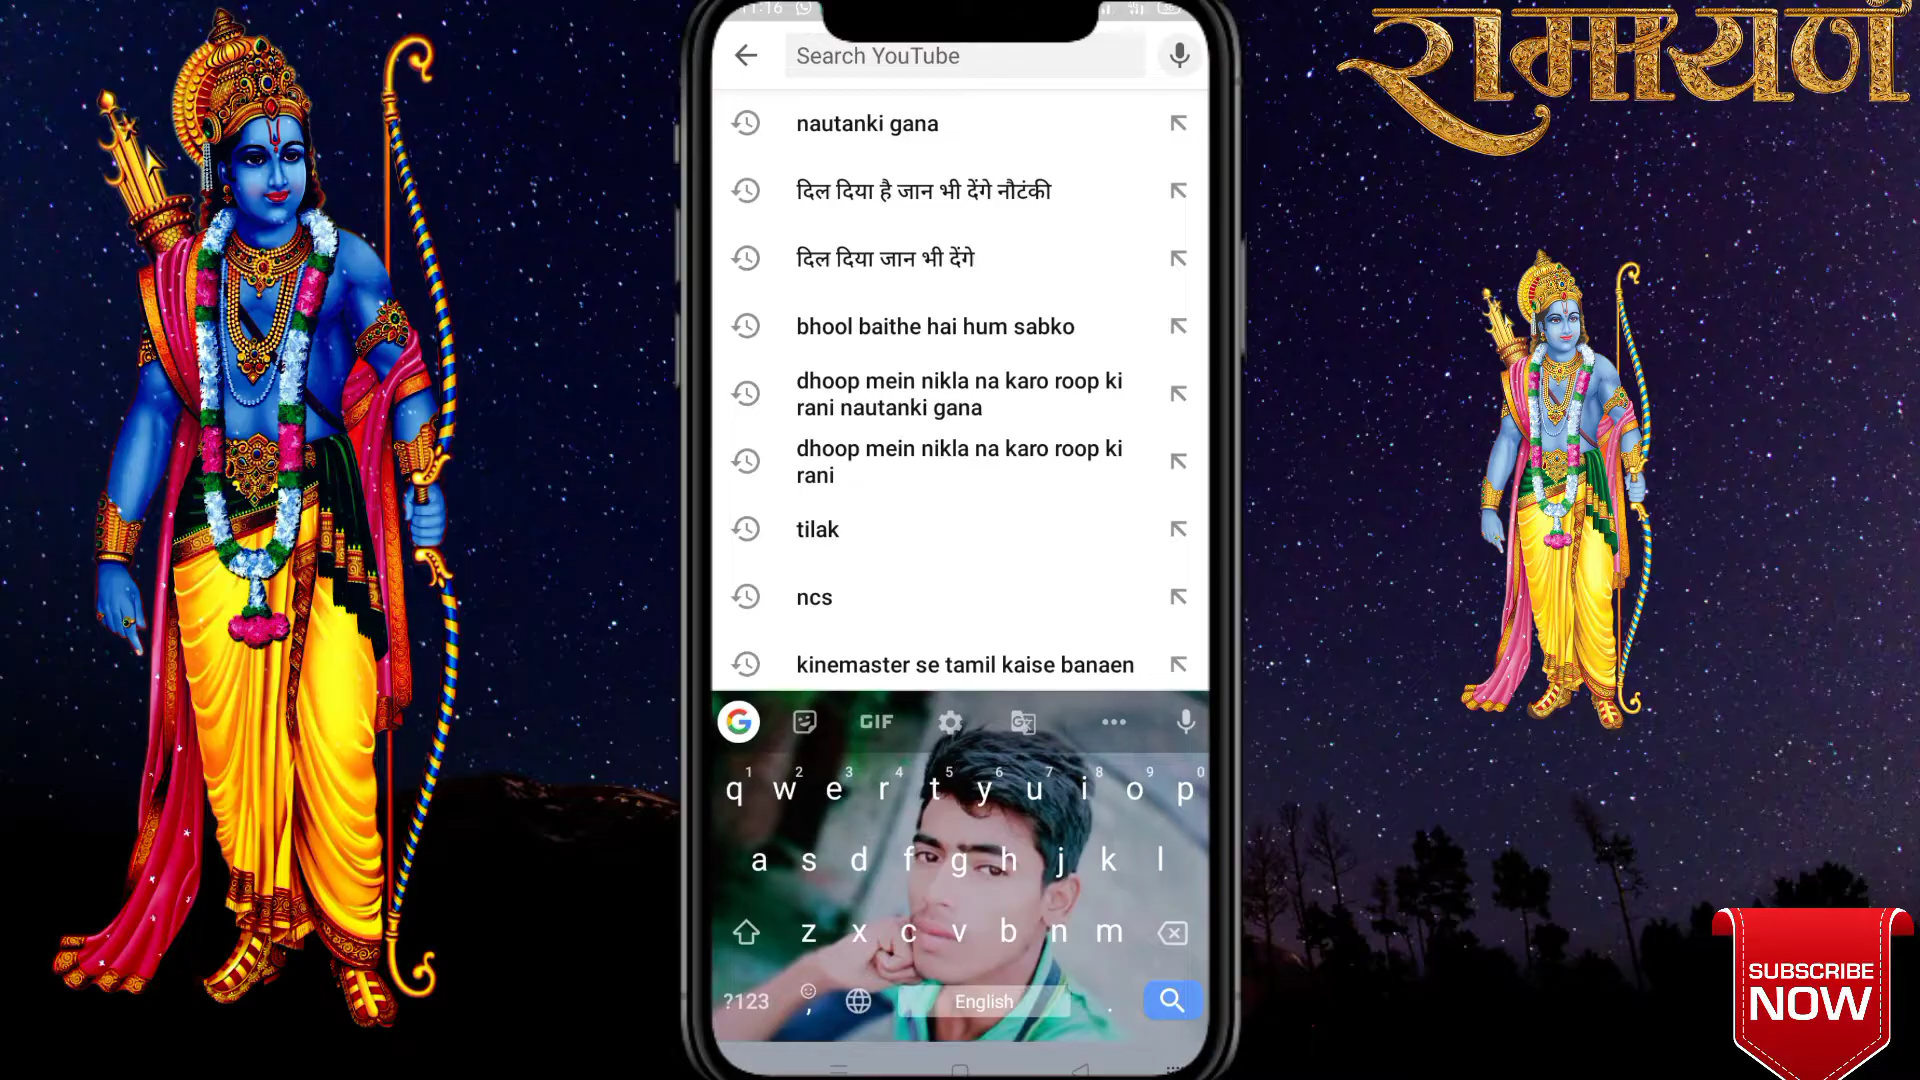 11:16
रामायण
Search YouTube
nautanki gana
दिल दिया है जान भी देंगे नौटंकी
दिल दिया जान भी देंगे
bhool baithe hai hum sabko
dhoop mein nikla na karo roop ki
rani nautanki gana
dhoop mein nikla na karo roop ki
rani
tilak
ncs
kinemaster se tamil kaise banaen
GIF
1 2 3 4 5 6 7 8 9 0
q w e r t y u i o p
a s d f g h j k l
z x c v b n m
?123 , English .
SUBSCRIBE
NOW